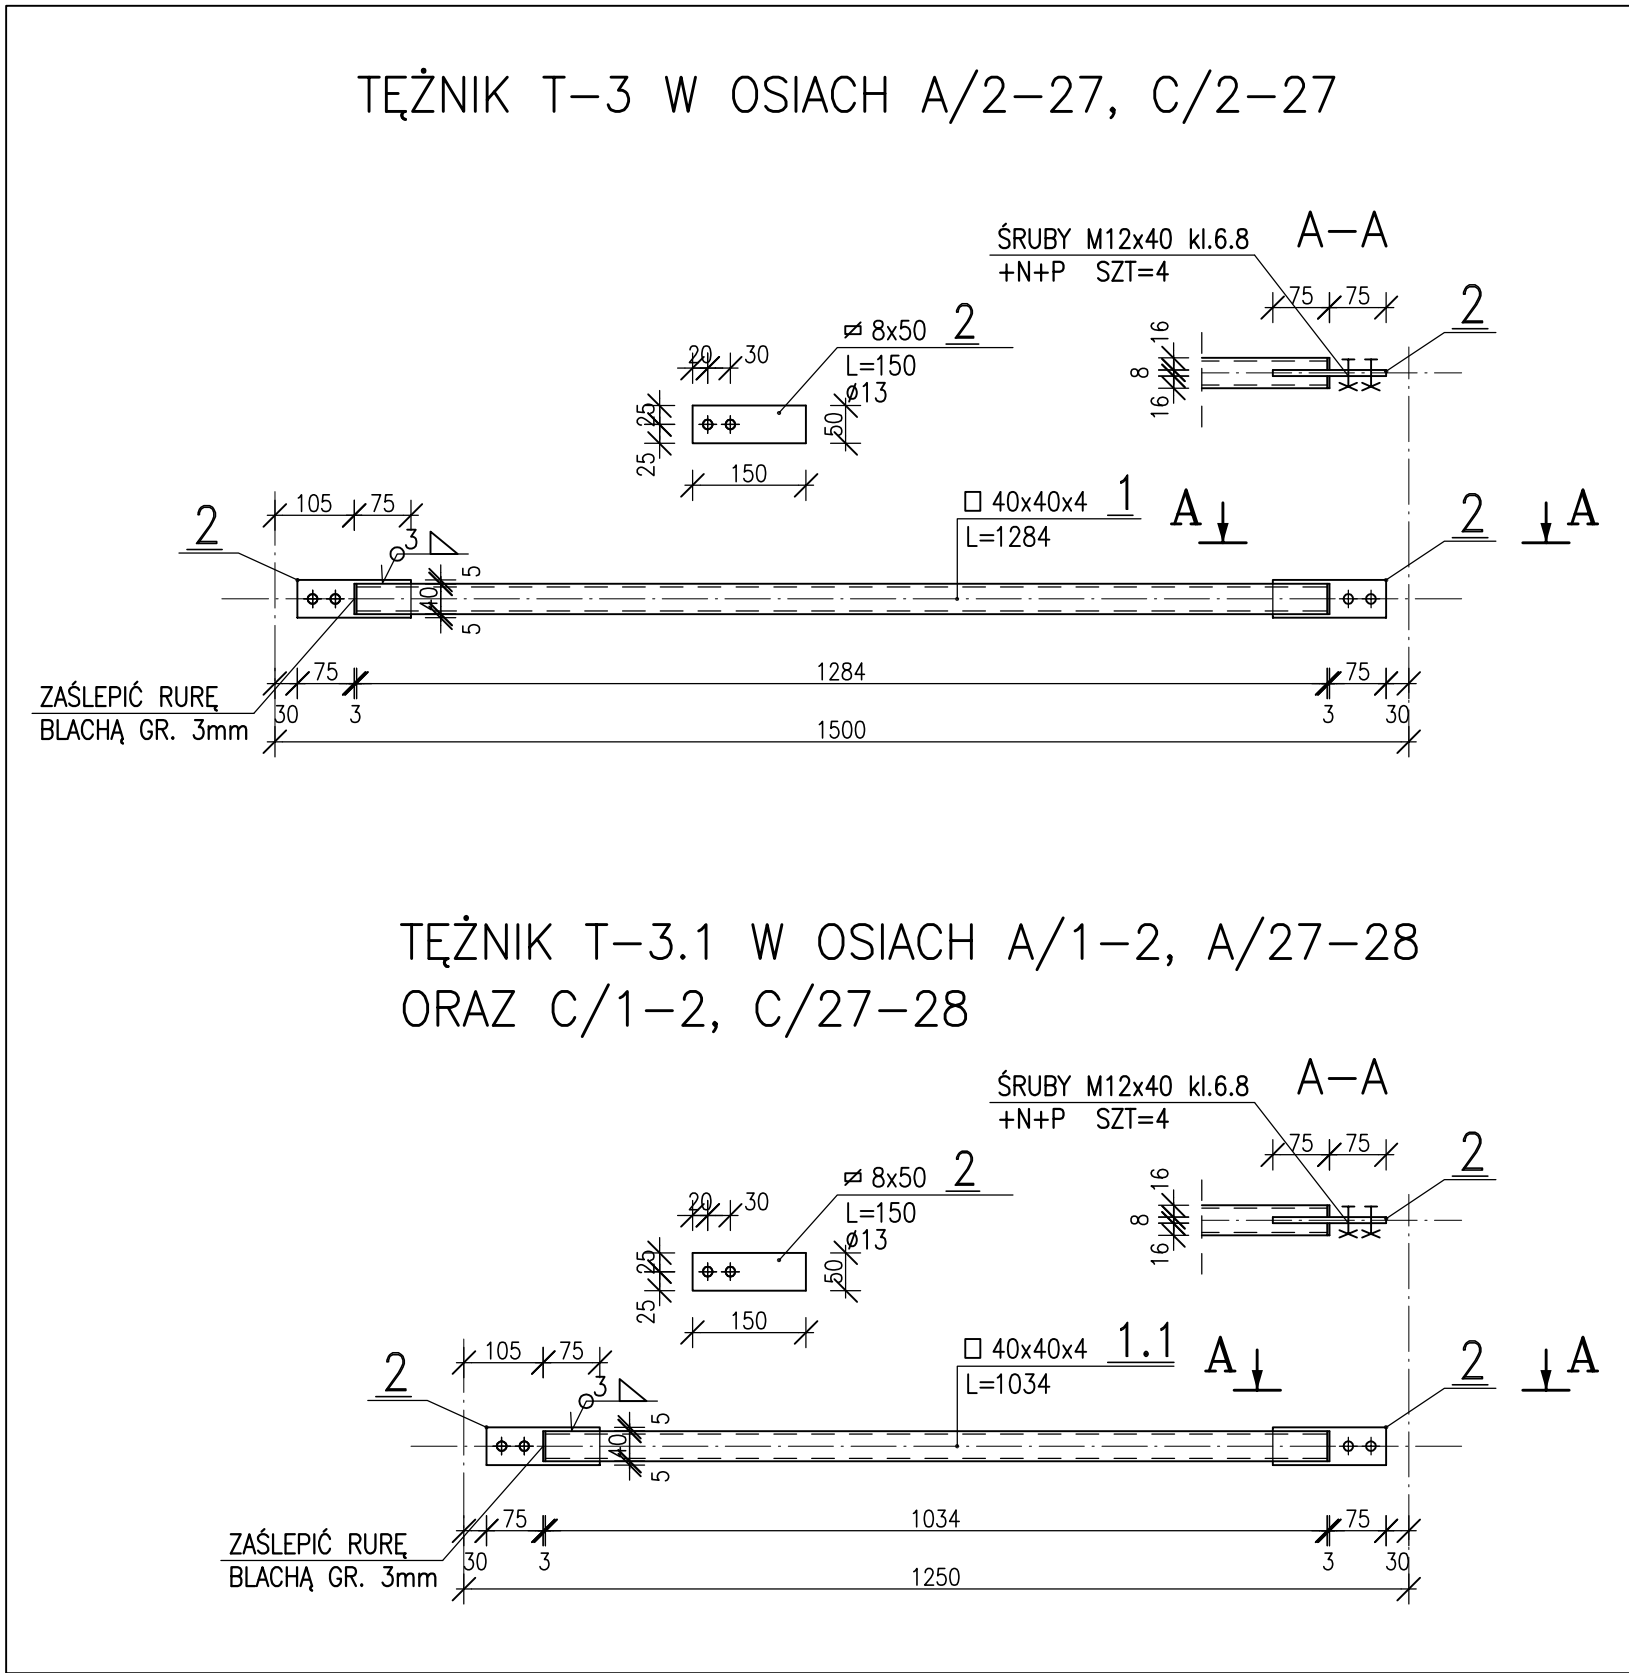 TĘŻNIK T-3 W OSIACH A/2-27, C/2-27
ŚRUBY M12x40 kl.6.8
+N+P SZT=4
A-A
75 75
2
16
8
16
8x50 2
L=150
ø13
20 30
25
25
50
150
105 75
2
3
40x40x4 1
L=1284
A A
2
5
40
5
ZAŚLEPIĆ RURĘ
BLACHĄ GR. 3mm
75 1284 75
30 3 3 30
1500
TĘŻNIK T-3.1 W OSIACH A/1-2, A/27-28
ORAZ C/1-2, C/27-28
ŚRUBY M12x40 kl.6.8
+N+P SZT=4
A-A
75 75
2
16
8
16
8x50 2
L=150
ø13
20 30
25
25
50
150
105 75
2
3
40x40x4 1.1
L=1034
A A
2
5
40
5
ZAŚLEPIĆ RURĘ
BLACHĄ GR. 3mm
75 1034 75
30 3 3 30
1250